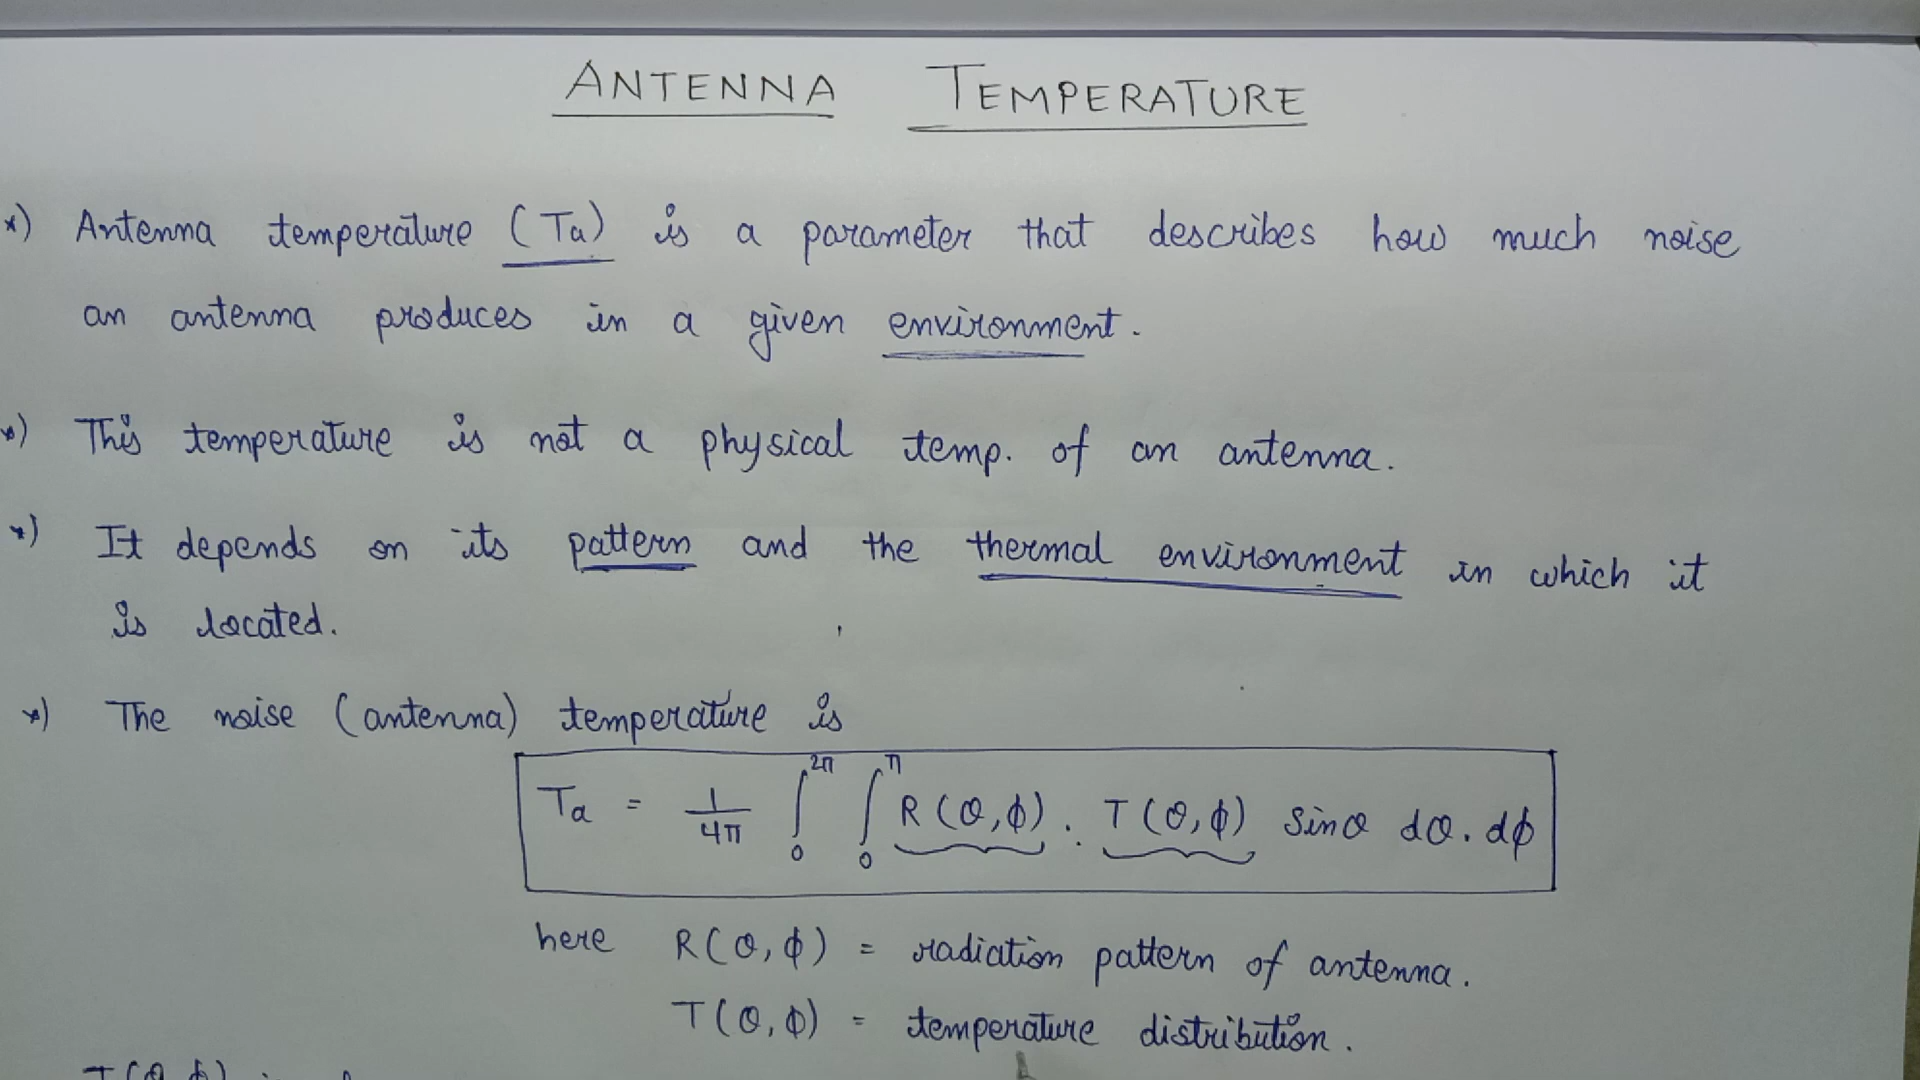 ANTENNA TEMPERATURE
*) Antenna temperature (Ta) is a parameter that describes how much noise
an antenna produces in a given environment.
*) This temperature is not a physical temp. of an antenna.
*) It depends on its pattern and the thermal environment in which it
is located.
*) The noise (antenna) temperature is
Ta = 1/4π ∫₀^2π ∫₀^π R(θ,ϕ) . T(θ,ϕ) Sinθ dθ. dϕ
here R(θ,ϕ) = radiation pattern of antenna.
T(θ,ϕ) = temperature distribution.
T(θ,ϕ)